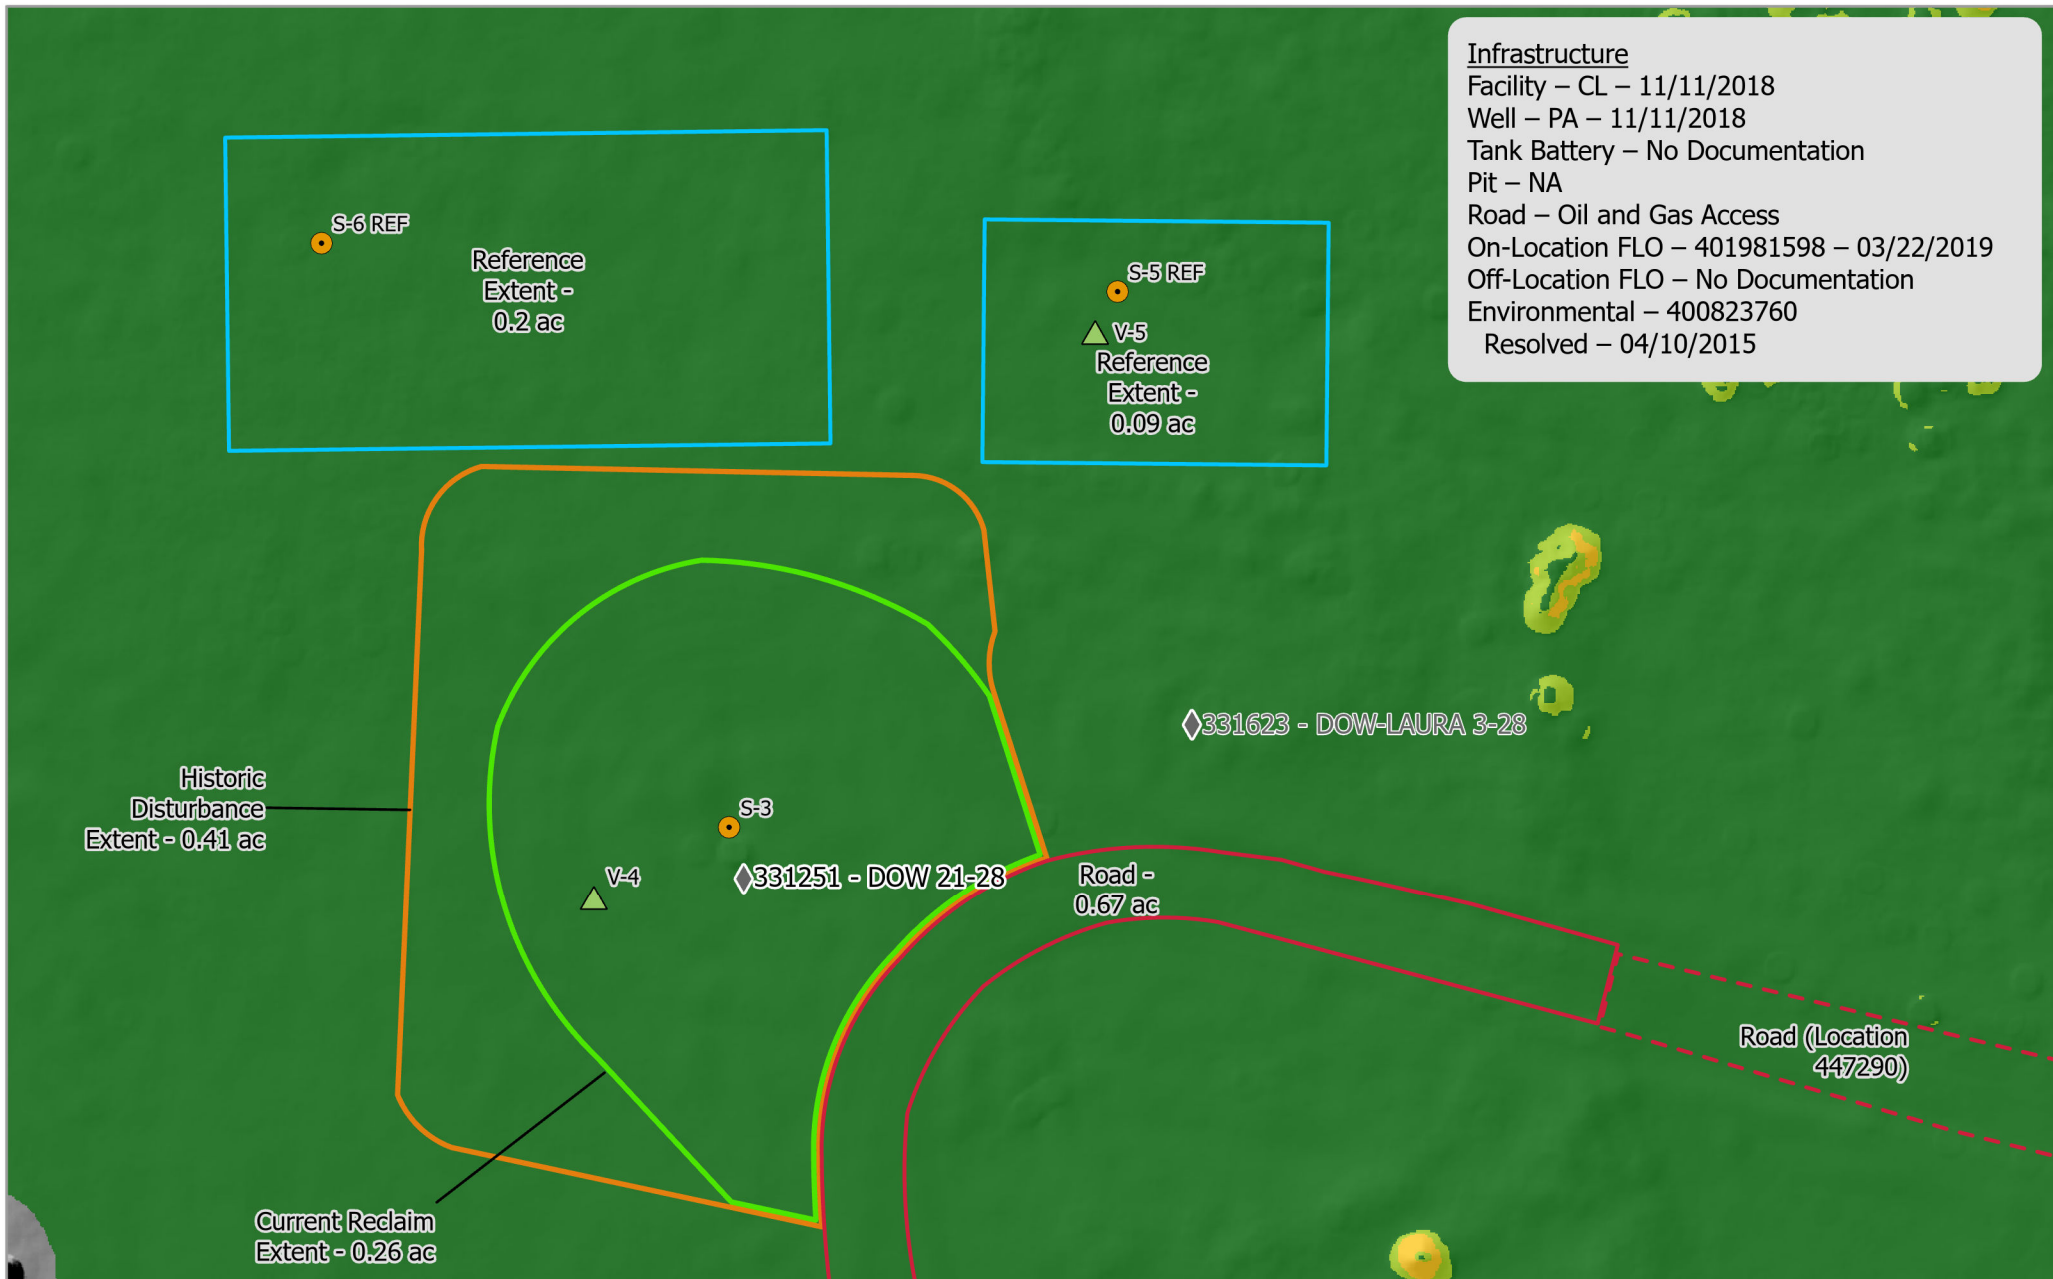 Infrastructure
Facility – CL – 11/11/2018
Well – PA – 11/11/2018
Tank Battery – No Documentation
Pit – NA
Road – Oil and Gas Access
On-Location FLO – 401981598 – 03/22/2019
Off-Location FLO – No Documentation
Environmental – 400823760
Resolved – 04/10/2015
S-6 REF
Reference
Extent -
0.2 ac
S-5 REF
V-5
Reference
Extent -
0.09 ac
331623 - DOW-LAURA 3-28
Historic
Disturbance
Extent - 0.41 ac
S-3
V-4
331251 - DOW 21-28
Road -
0.67 ac
Road (Location
447290)
Current Reclaim
Extent - 0.26 ac